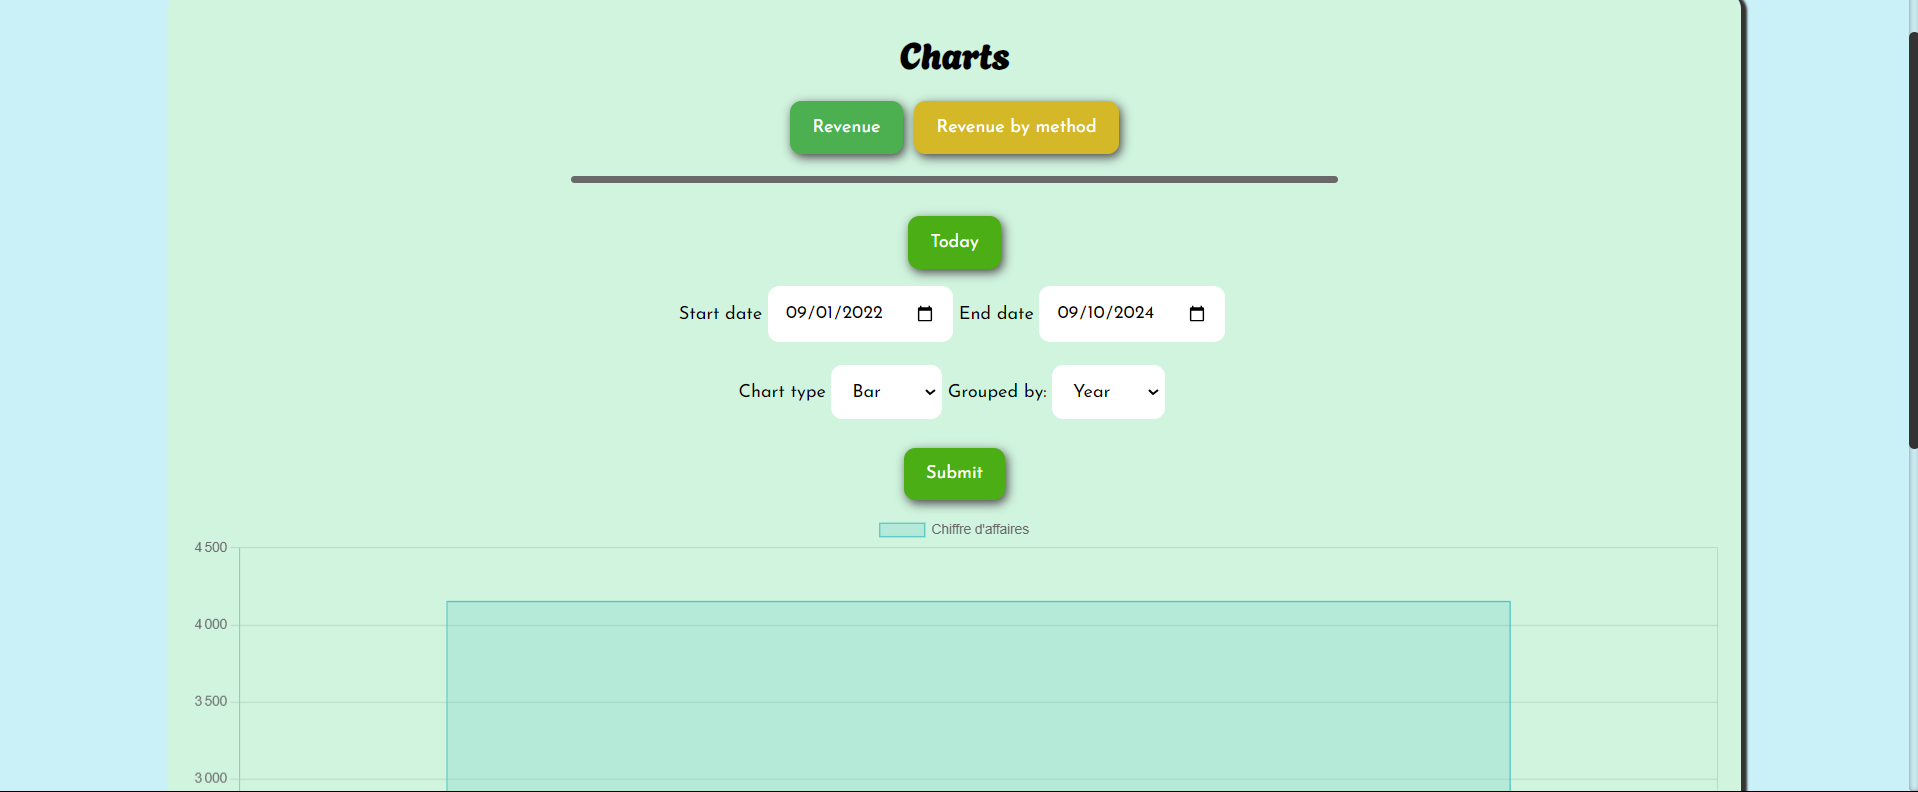 Charts
Revenue Revenue by method
Today
Start date 09/01/2022 End date 09/10/2024
Chart type Bar Grouped by: Year
Submit
Chiffre d'affaires
4 500
4 000
3 500
3 000